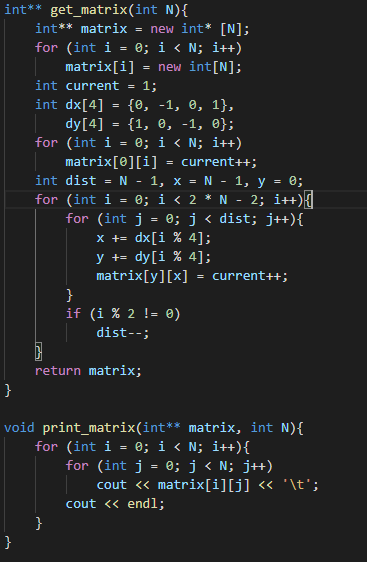 int** get_matrix(int N){
    int** matrix = new int* [N];
    for (int i = 0; i < N; i++)
        matrix[i] = new int[N];
    int current = 1;
    int dx[4] = {0, -1, 0, 1},
        dy[4] = {1, 0, -1, 0};
    for (int i = 0; i < N; i++)
        matrix[0][i] = current++;
    int dist = N - 1, x = N - 1, y = 0;
    for (int i = 0; i < 2 * N - 2; i++){
        for (int j = 0; j < dist; j++){
            x += dx[i % 4];
            y += dy[i % 4];
            matrix[y][x] = current++;
        }
        if (i % 2 != 0)
            dist--;
    }
    return matrix;
}

void print_matrix(int** matrix, int N){
    for (int i = 0; i < N; i++){
        for (int j = 0; j < N; j++)
            cout << matrix[i][j] << '\t';
        cout << endl;
    }
}